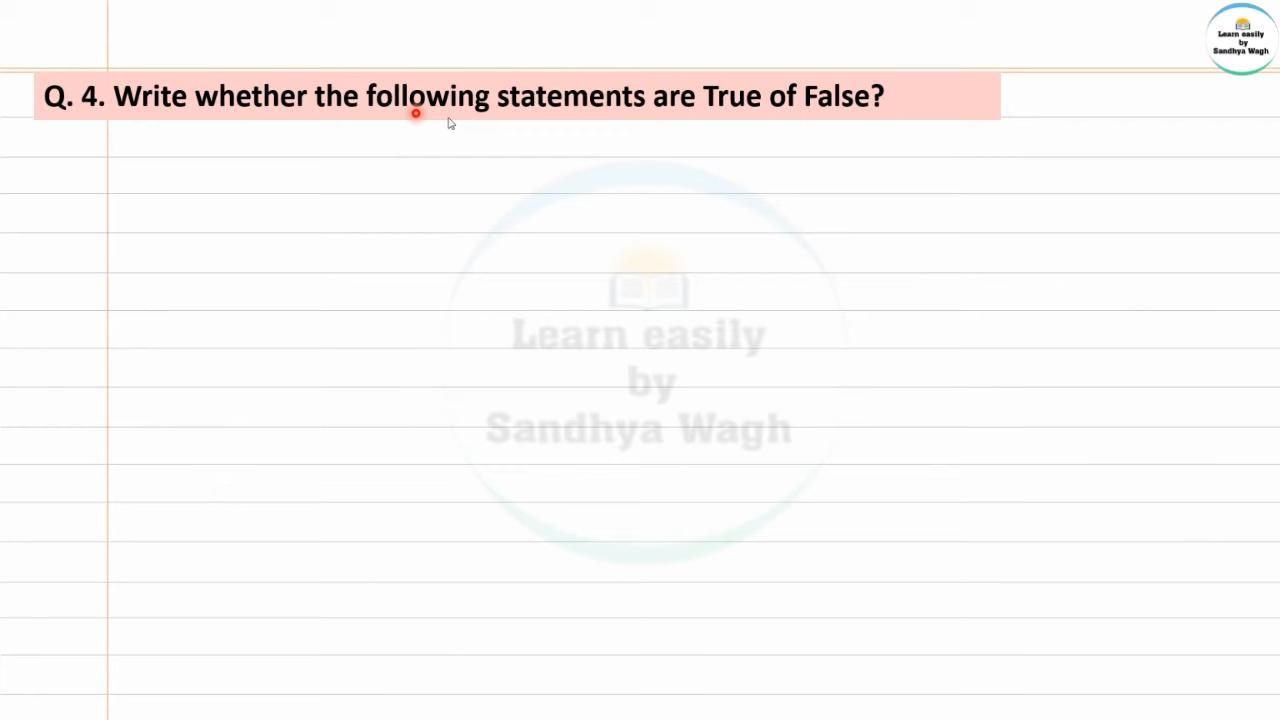 Learn easily
by
Sandhya Wagh
Q. 4. Write whether the following statements are True of False?
Learn easily
by
Sandhya Wagh